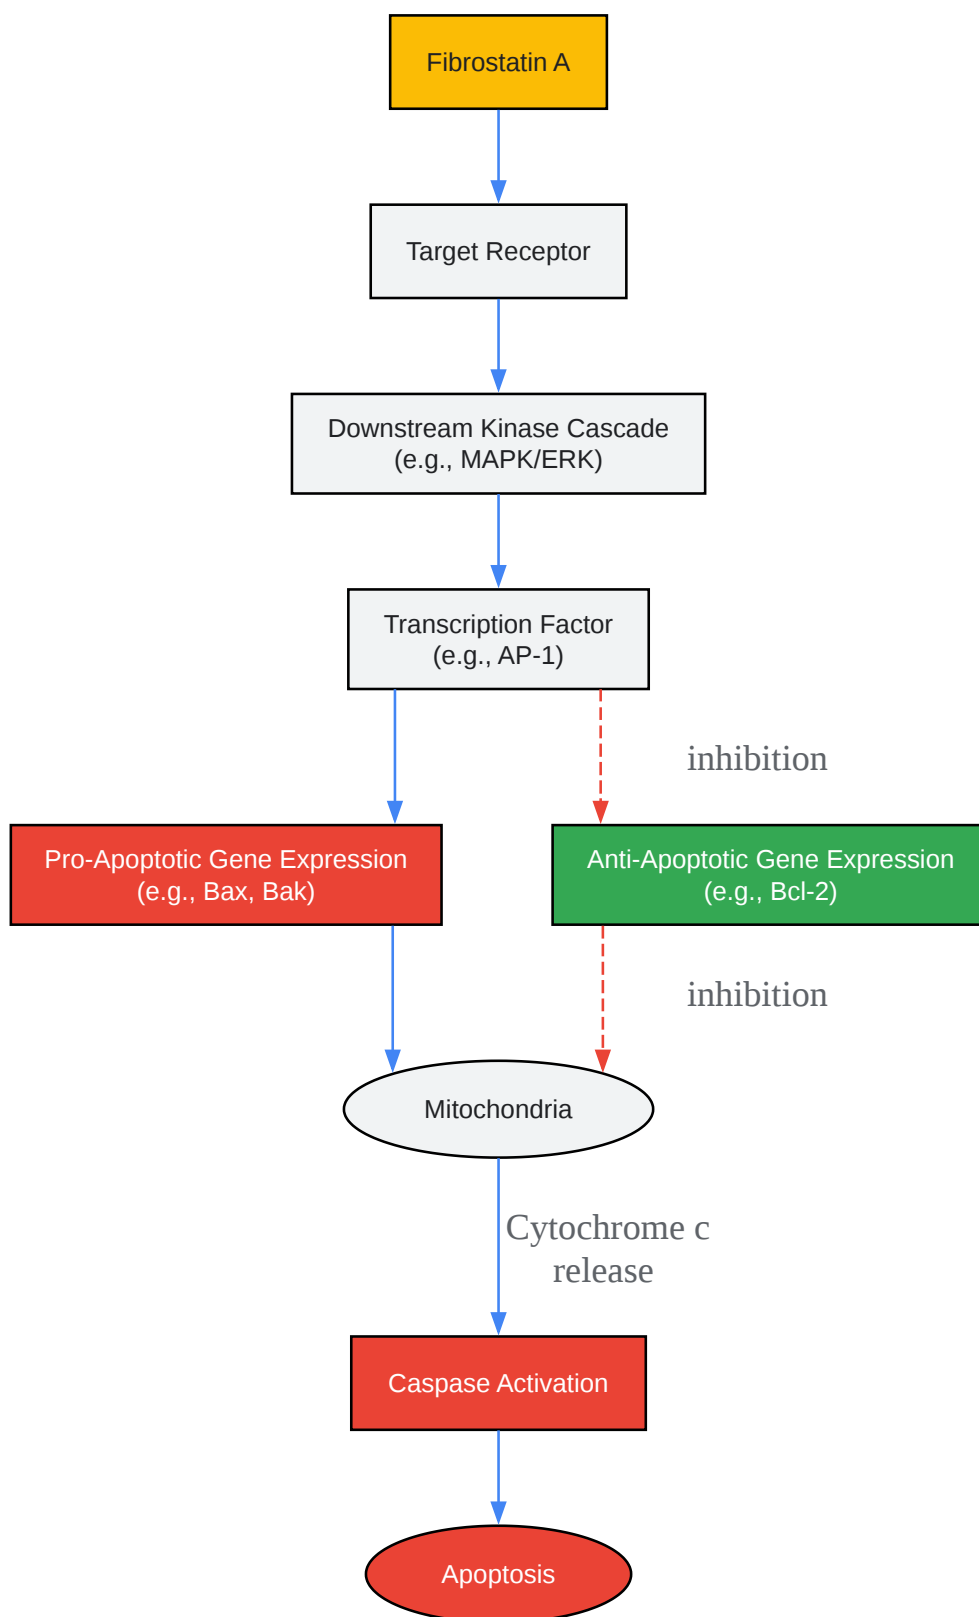 Fibrostatin A
Target Receptor
Downstream Kinase Cascade
(e.g., MAPK/ERK)
Transcription Factor
(e.g., AP-1)
inhibition
Pro-Apoptotic Gene Expression
(e.g., Bax, Bak)
Anti-Apoptotic Gene Expression
(e.g., Bcl-2)
inhibition
Mitochondria
Cytochrome c
release
Caspase Activation
Apoptosis